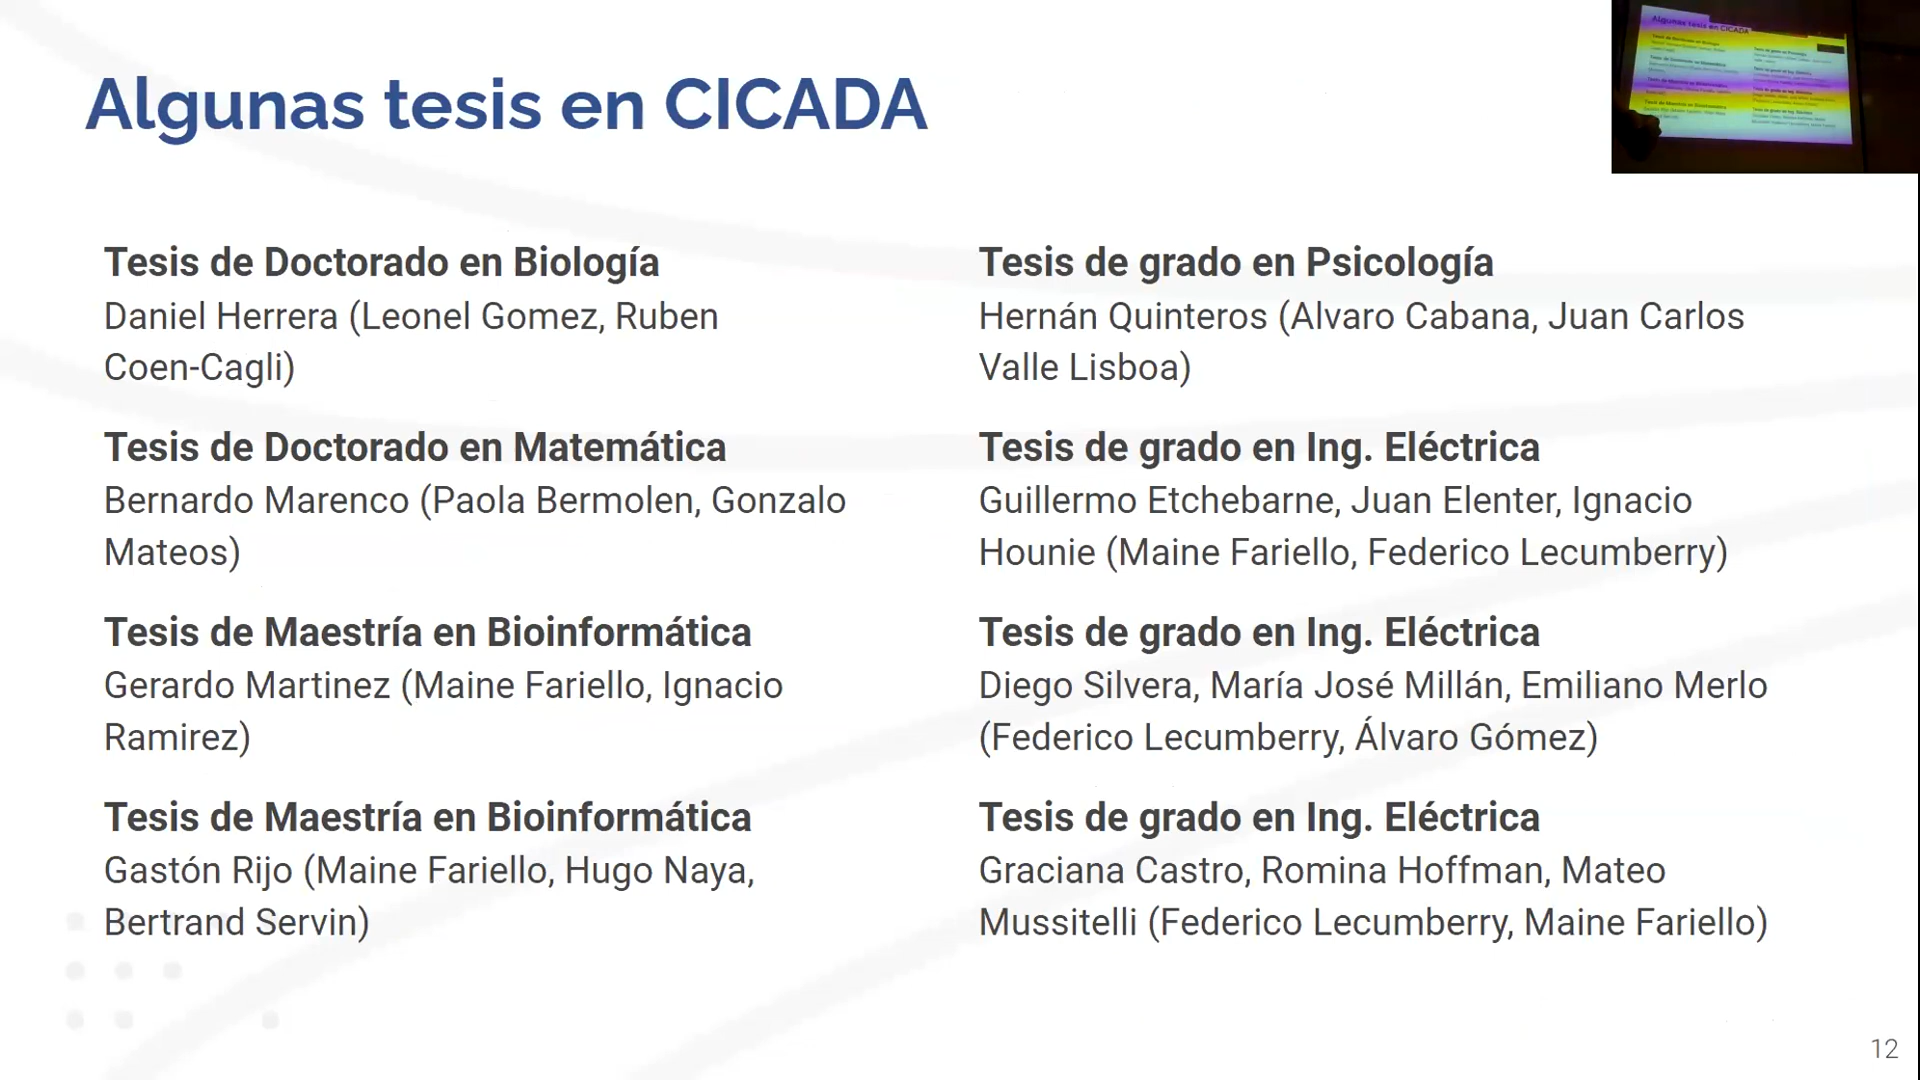 Algunas tesis en CICADA
Tesis de Doctorado en Biología
Daniel Herrera (Leonel Gomez, Ruben
Coen-Cagli)
Tesis de Doctorado en Matemática
Bernardo Marenco (Paola Bermolen, Gonzalo
Mateos)
Tesis de Maestría en Bioinformática
Gerardo Martinez (Maine Fariello, Ignacio
Ramirez)
Tesis de Maestría en Bioinformática
Gastón Rijo (Maine Fariello, Hugo Naya,
Bertrand Servin)
Tesis de grado en Psicología
Hernán Quinteros (Alvaro Cabana, Juan Carlos
Valle Lisboa)
Tesis de grado en Ing. Eléctrica
Guillermo Etchebarne, Juan Elenter, Ignacio
Hounie (Maine Fariello, Federico Lecumberry)
Tesis de grado en Ing. Eléctrica
Diego Silvera, María José Millán, Emiliano Merlo
(Federico Lecumberry, Álvaro Gómez)
Tesis de grado en Ing. Eléctrica
Graciana Castro, Romina Hoffman, Mateo
Mussitelli (Federico Lecumberry, Maine Fariello)
12
Algunas tesis en CICADA